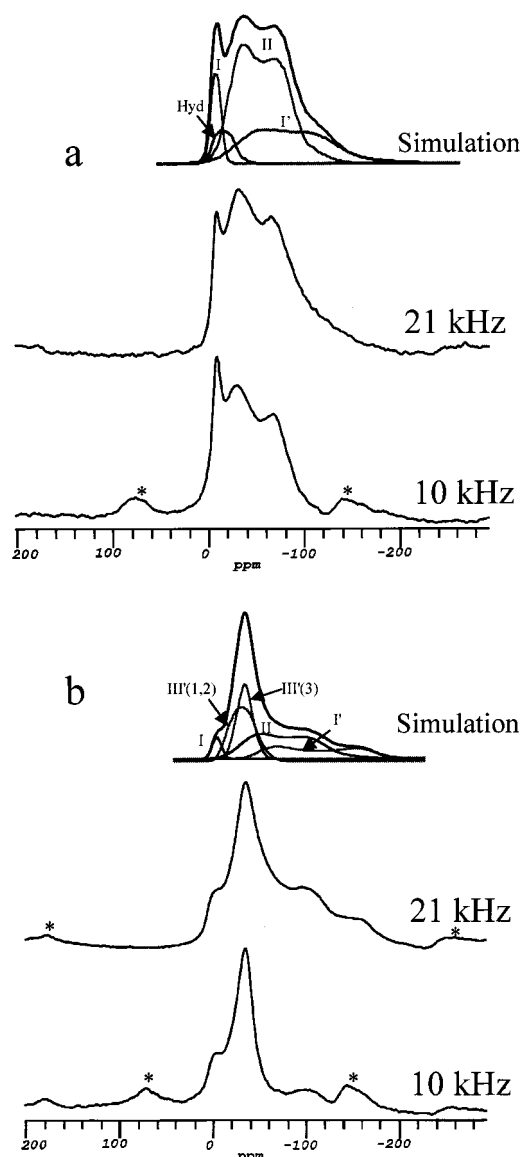 I
II
Hyd
I'
a
Simulation
21 kHz
* *
10 kHz
200 100 0 -100 -200
ppm
b
III'(1,2)
III'(3)
I
II
I'
Simulation
21 kHz
* *
10 kHz
* *
200 100 0 -100 -200
ppm